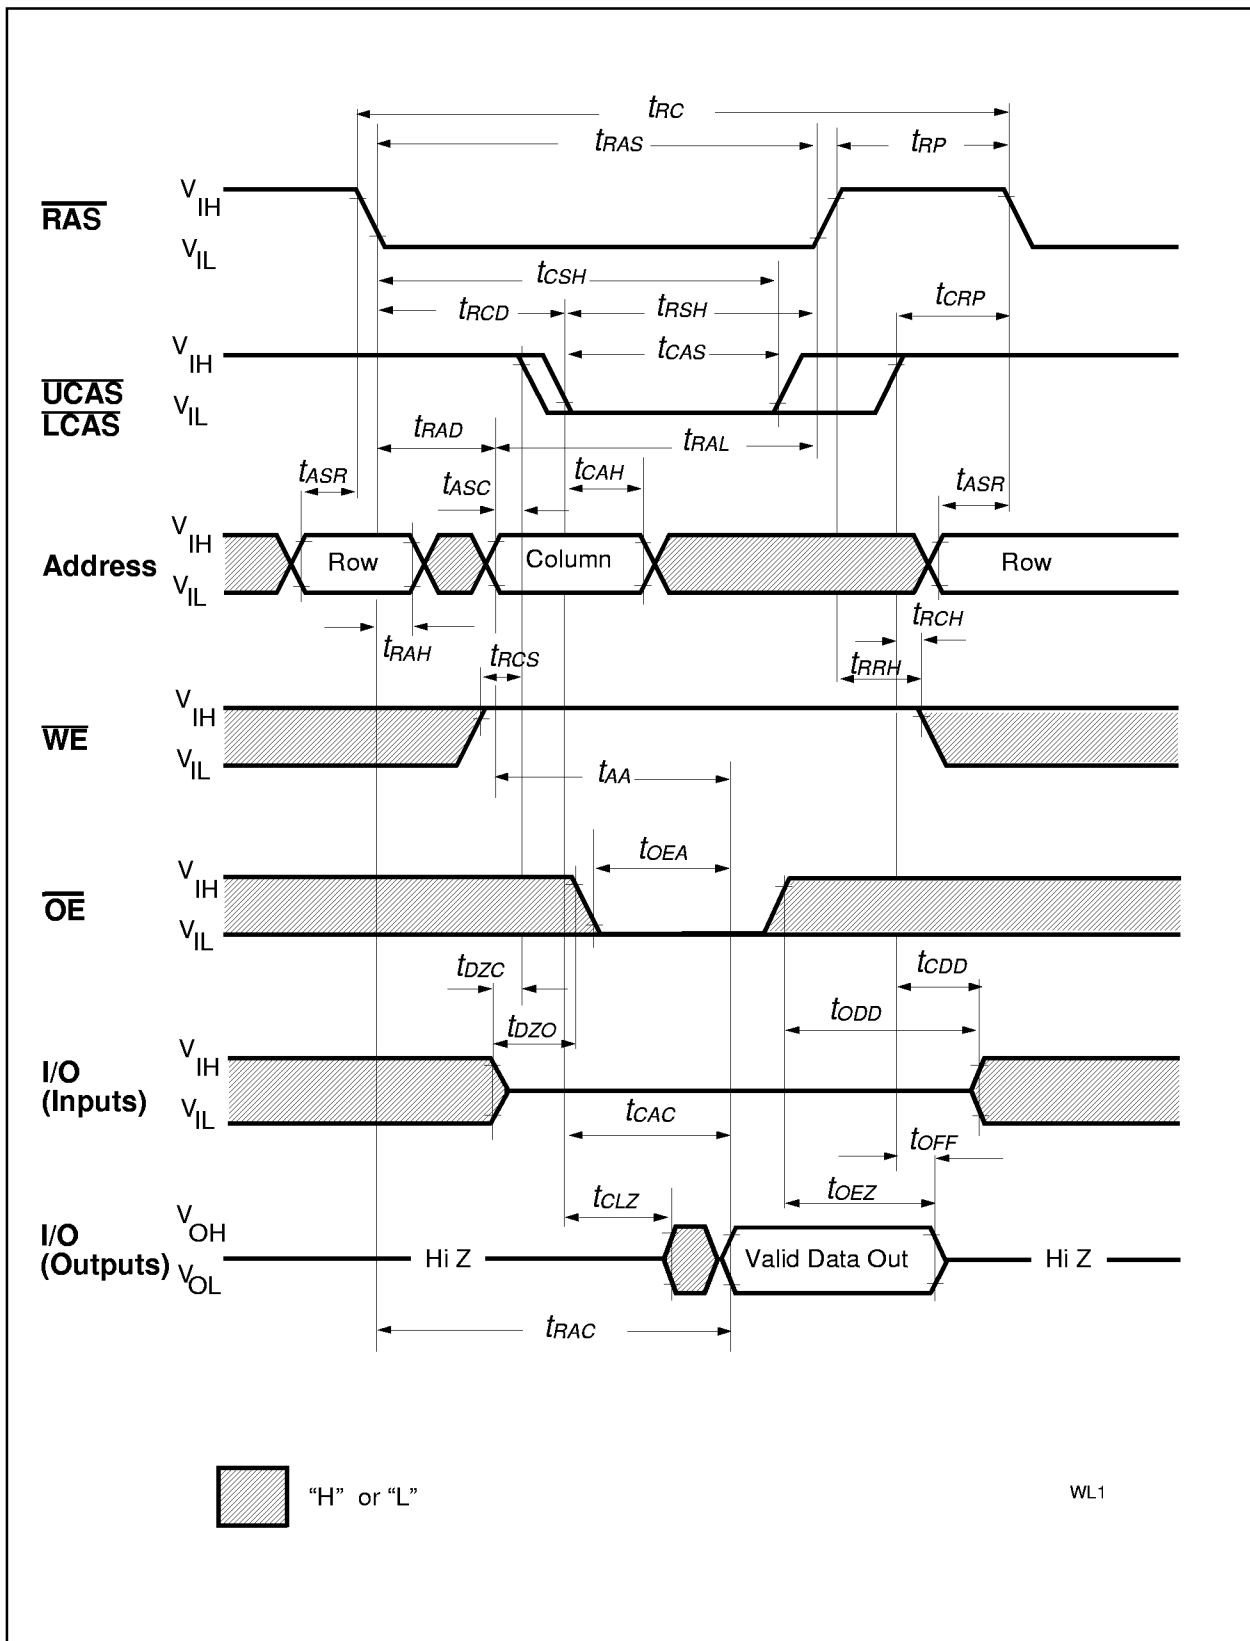 tRC
tRAS
tRP
RAS
VIH
VIL
tCSH
tRCD
tRSH
tCRP
tCAS
UCAS
LCAS
VIH
VIL
tRAD
tRAL
tASR
tASC
tCAH
tASR
Address
VIH
VIL
Row
Column
Row
tRAH
tRCS
tRCH
tRRH
WE
VIH
VIL
tAA
tOEA
OE
VIH
VIL
tDZC
tCDD
tDZO
tODD
I/O
(Inputs)
VIH
VIL
tCAC
tOFF
tCLZ
tOEZ
I/O
(Outputs)
VOH
VOL
Hi Z
Valid Data Out
Hi Z
tRAC
“H” or “L”
WL1